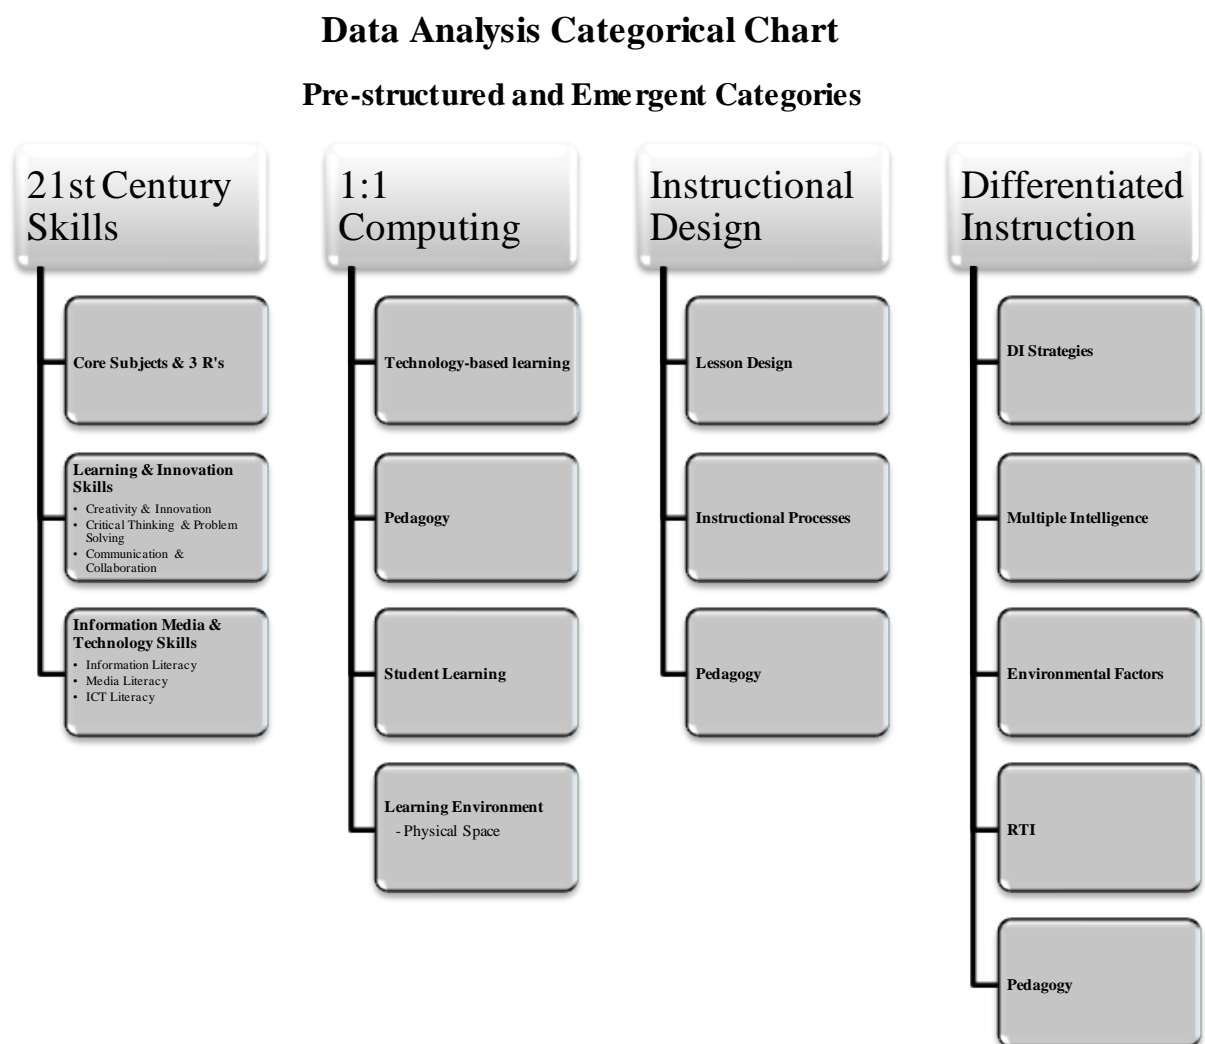 Data Analysis Categorical Chart
Pre-structured and Emergent Categories
21st Century
Skills
Core Subjects & 3 R's
Learning & Innovation
Skills
• Creativity & Innovation
• Critical Thinking & Problem
Solving
• Communication &
Collaboration
Information Media &
Technology Skills
• Information Literacy
• Media Literacy
• ICT Literacy
1:1
Computing
Technology-based learning
Pedagogy
Student Learning
Learning Environment
- Physical Space
Instructional
Design
Lesson Design
Instructional Processes
Pedagogy
Differentiated
Instruction
DI Strategies
Multiple Intelligence
Environmental Factors
RTI
Pedagogy